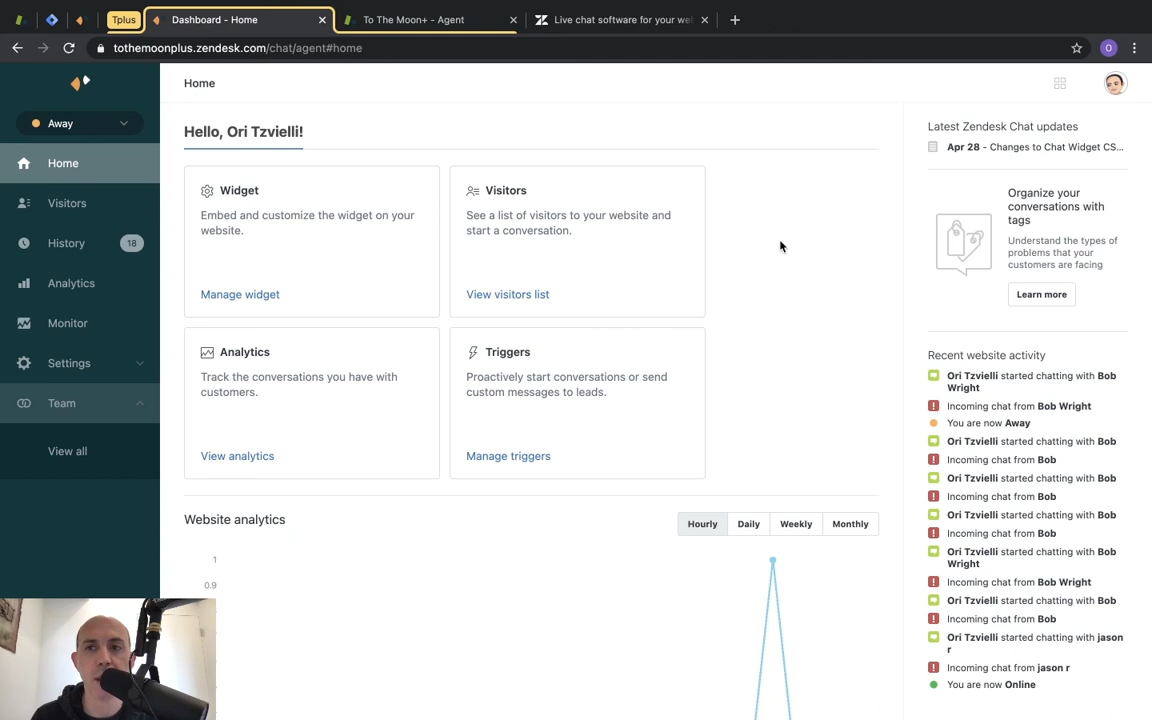 Tplus
Dashboard - Home
To The Moon+ - Agent
Live chat software for your web
tothemoonplus.zendesk.com/chat/agent#home
O
Away
Home
Visitors
History
18
Analytics
Monitor
Settings
Team
View all
Home
Hello, Ori Tzvielli!
Widget
Embed and customize the widget on your
website.
Manage widget
Visitors
See a list of visitors to your website and
start a conversation.
View visitors list
Analytics
Track the conversations you have with
customers.
View analytics
Triggers
Proactively start conversations or send
custom messages to leads.
Manage triggers
Website analytics
Hourly
Daily
Weekly
Monthly
1
0.9
Latest Zendesk Chat updates
Apr 28 - Changes to Chat Widget CS...
Organize your
conversations with
tags
Understand the types of
problems that your
customers are facing
Learn more
Recent website activity
Ori Tzvielli started chatting with Bob
Wright
Incoming chat from Bob Wright
You are now Away
Ori Tzvielli started chatting with Bob
Incoming chat from Bob
Ori Tzvielli started chatting with Bob
Incoming chat from Bob
Ori Tzvielli started chatting with Bob
Incoming chat from Bob
Ori Tzvielli started chatting with Bob
Wright
Incoming chat from Bob Wright
Ori Tzvielli started chatting with Bob
Incoming chat from Bob
Ori Tzvielli started chatting with jason
r
Incoming chat from jason r
You are now Online